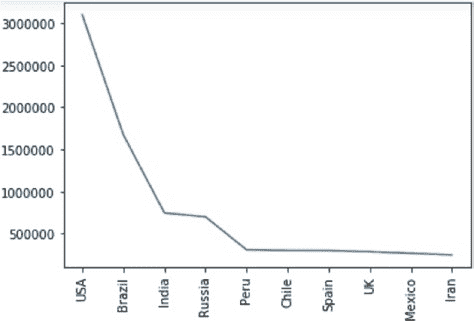 3000000
2500000
2000000
1500000
1000000
500000
USA
Brazil
India
Russia
Peru
Chile
Spain
UK
Mexico
Iran